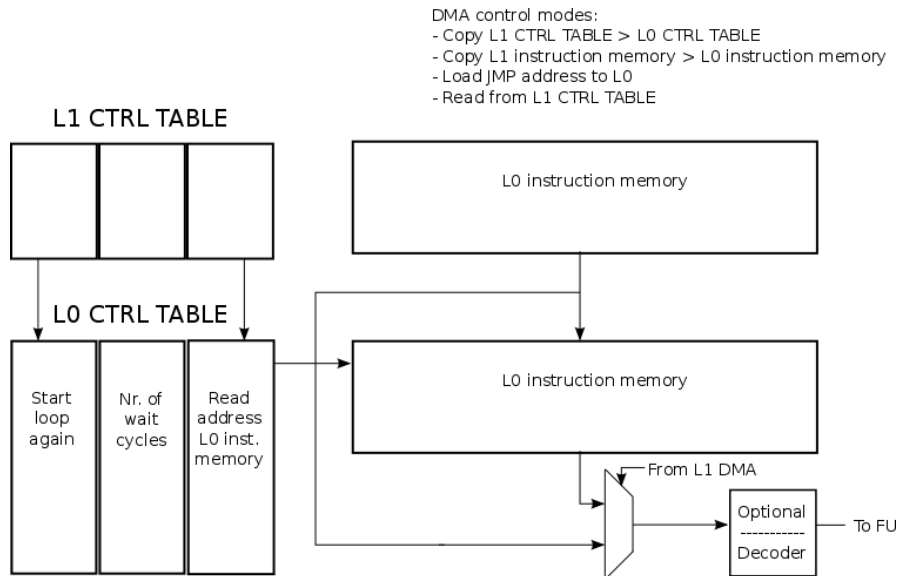 DMA control modes:
- Copy L1 CTRL TABLE > L0 CTRL TABLE
- Copy L1 instruction memory > L0 instruction memory
- Load JMP address to L0
- Read from L1 CTRL TABLE
L1 CTRL TABLE
L0 instruction memory
L0 CTRL TABLE
Start
loop
again
Nr. of
wait
cycles
Read
address
L0 inst.
memory
L0 instruction memory
From L1 DMA
Optional
-----------
Decoder
To FU